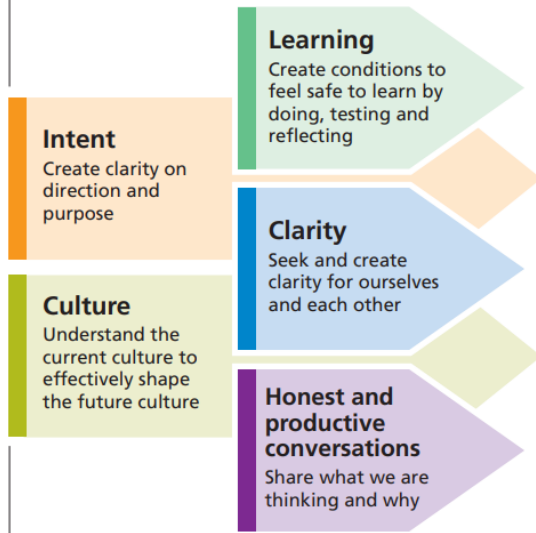 Learning
Create conditions to
feel safe to learn by
doing, testing and
reflecting
Intent
Create clarity on
direction and
purpose
Clarity
Seek and create
clarity for ourselves
and each other
Culture
Understand the
current culture to
effectively shape
the future culture
Honest and
productive
conversations
Share what we are
thinking and why